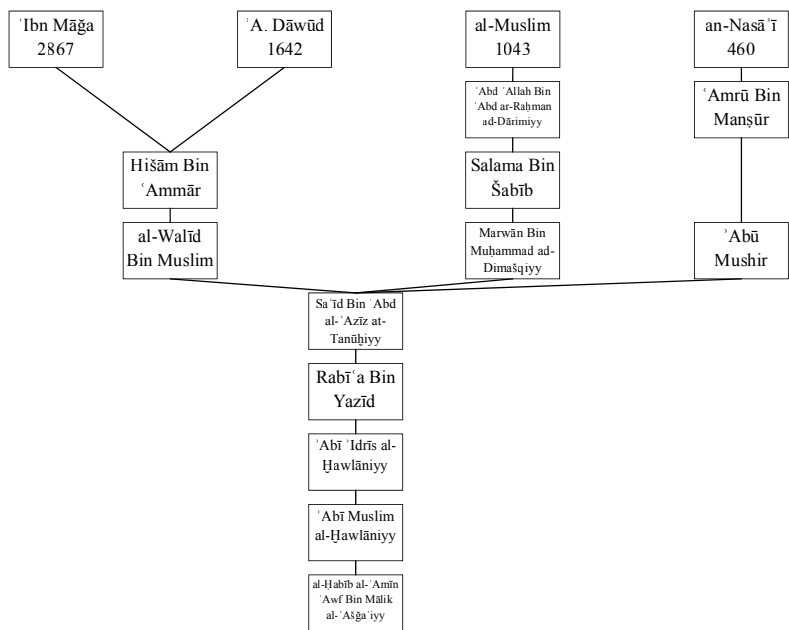 ʾIbn Māǧa
2867
ʾA. Dāwūd
1642
al-Muslim
1043
an-Nasāʾī
460
ʿAbd ʾAllah Bin
ʿAbd ar-Raḥman
ad-Dārimiyy
ʿAmrū Bin
Manṣūr
Hišām Bin
ʿAmmār
Salama Bin
Šabīb
al-Walīd
Bin Muslim
Marwān Bin
Muḥammad ad-
Dimašqiyy
ʾAbū
Mushir
Saʿīd Bin ʿAbd
al-ʿAzīz at-
Tanūḫiyy
Rabīʿa Bin
Yazīd
ʾAbī ʾIdrīs al-
Ḫawlāniyy
ʾAbī Muslim
al-Ḫawlāniyy
al-Ḥabīb al-ʾAmīn
ʿAwf Bin Mālik
al-ʾAšǧaʿiyy